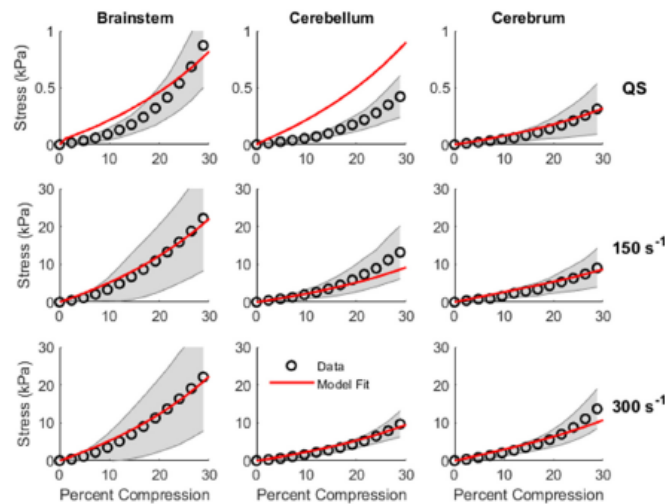 Brainstem Cerebellum Cerebrum
1 1 1
Stress (kPa) 0.5 0.5 0.5 QS
0 0 0
0 10 20 30 0 10 20 30 0 10 20 30
30 30 30
20 20 20
Stress (kPa) 150 s⁻¹
10 10 10
0 0 0
0 10 20 30 0 10 20 30 0 10 20 30
30 30 30
Data
20 20 20
Stress (kPa) Model Fit 300 s⁻¹
10 10 10
0 0 0
0 10 20 30 0 10 20 30 0 10 20 30
Percent Compression Percent Compression Percent Compression